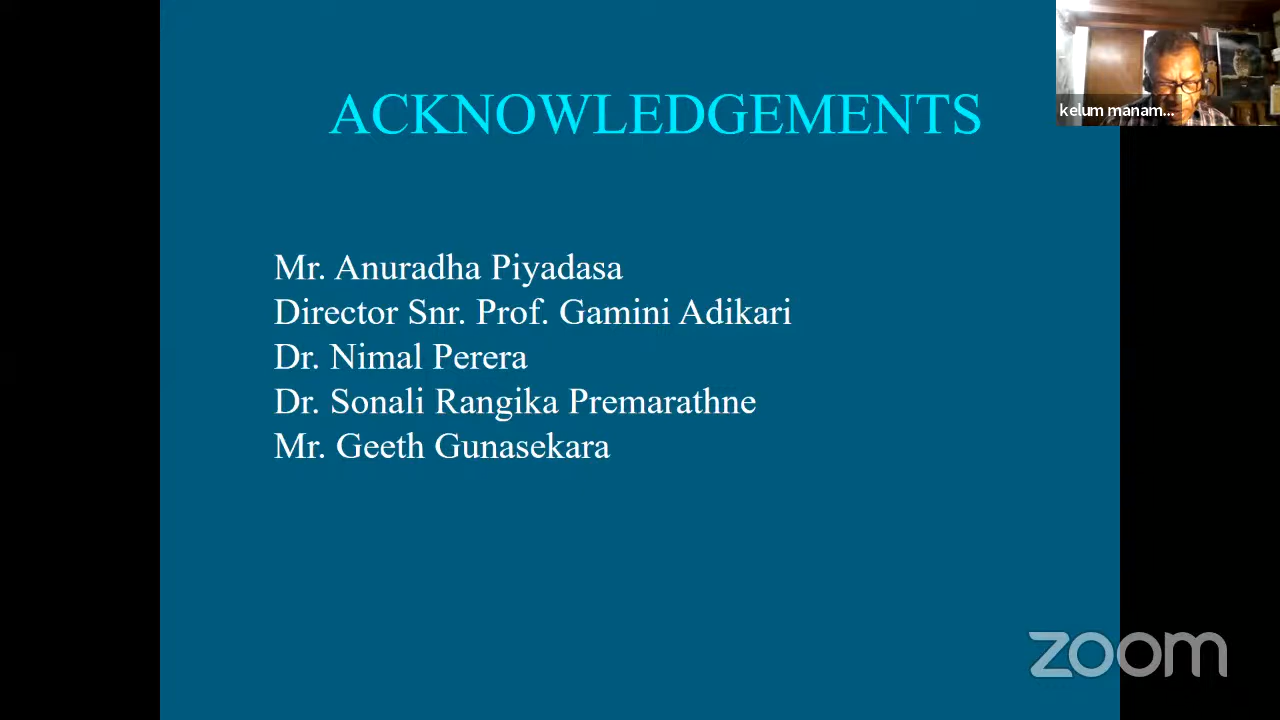 ACKNOWLEDGEMENTS
kelum manam...
Mr. Anuradha Piyadasa
Director Snr. Prof. Gamini Adikari
Dr. Nimal Perera
Dr. Sonali Rangika Premarathne
Mr. Geeth Gunasekara
zoom